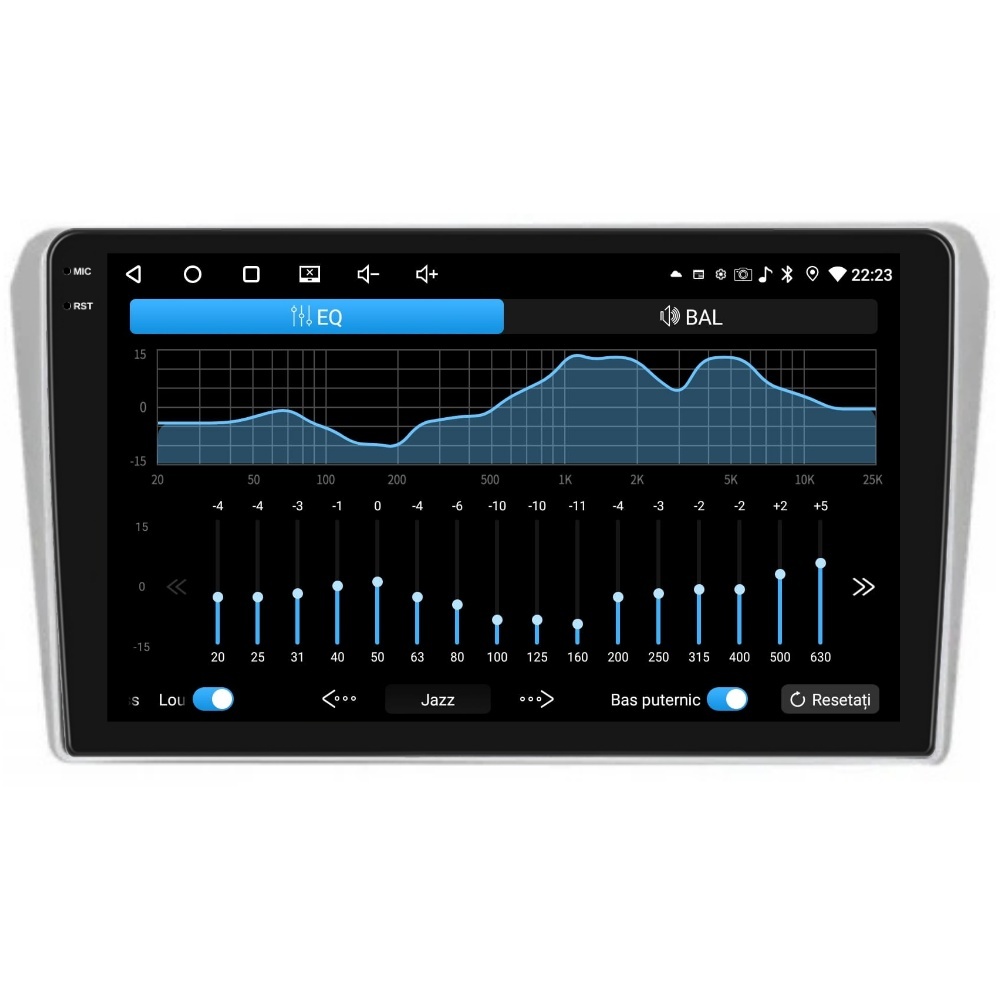 MIC
22:23
RST
EQ BAL
15
0
-15
20 50 100 200 500 1K 2K 5K 10K 25K
-4 -4 -3 -1 0 -4 -6 -10 -10 -11 -4 -3 -2 -2 +2 +5
15
0
-15
20 25 31 40 50 63 80 100 125 160 200 250 315 400 500 630
s Lou Jazz Bas puternic Resetați